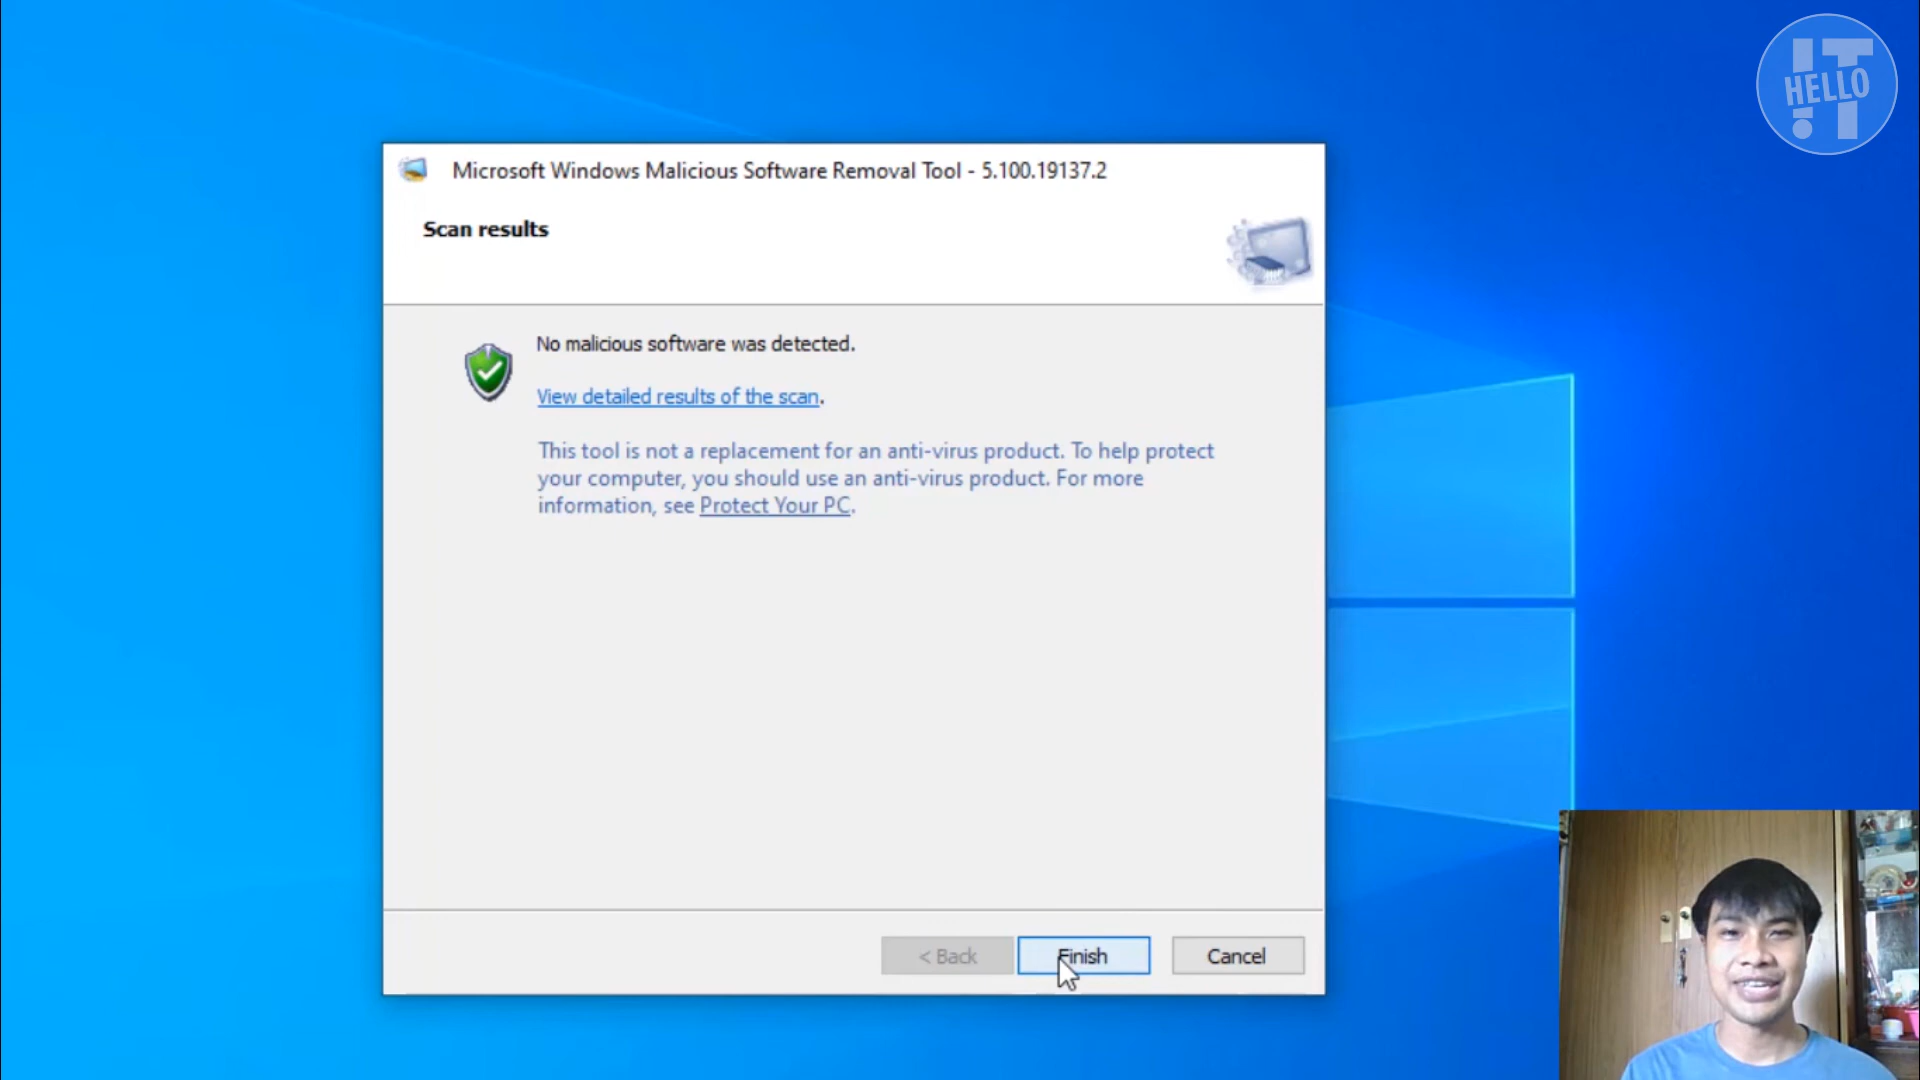 !T
HELLO
Microsoft Windows Malicious Software Removal Tool - 5.100.19137.2
Scan results
No malicious software was detected.
View detailed results of the scan.
This tool is not a replacement for an anti-virus product. To help protect
your computer, you should use an anti-virus product. For more
information, see Protect Your PC.
< Back
Finish
Cancel